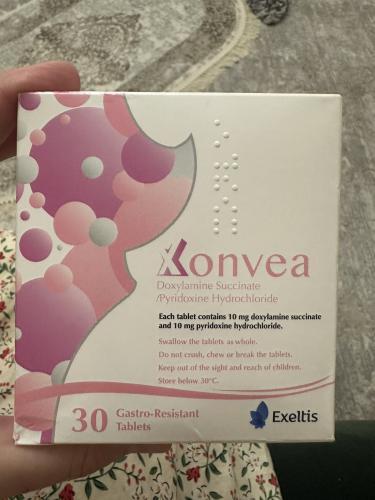 Xonvea
Doxylamine Succinate
/Pyridoxine Hydrochloride
Each tablet contains 10 mg doxylamine succinate
and 10 mg pyridoxine hydrochloride.
Swallow the tablets as whole.
Do not crush, chew or break the tablets.
Keep out of the sight and reach of children.
Store below 30°C.
30 Gastro-Resistant
Tablets
Exeltis